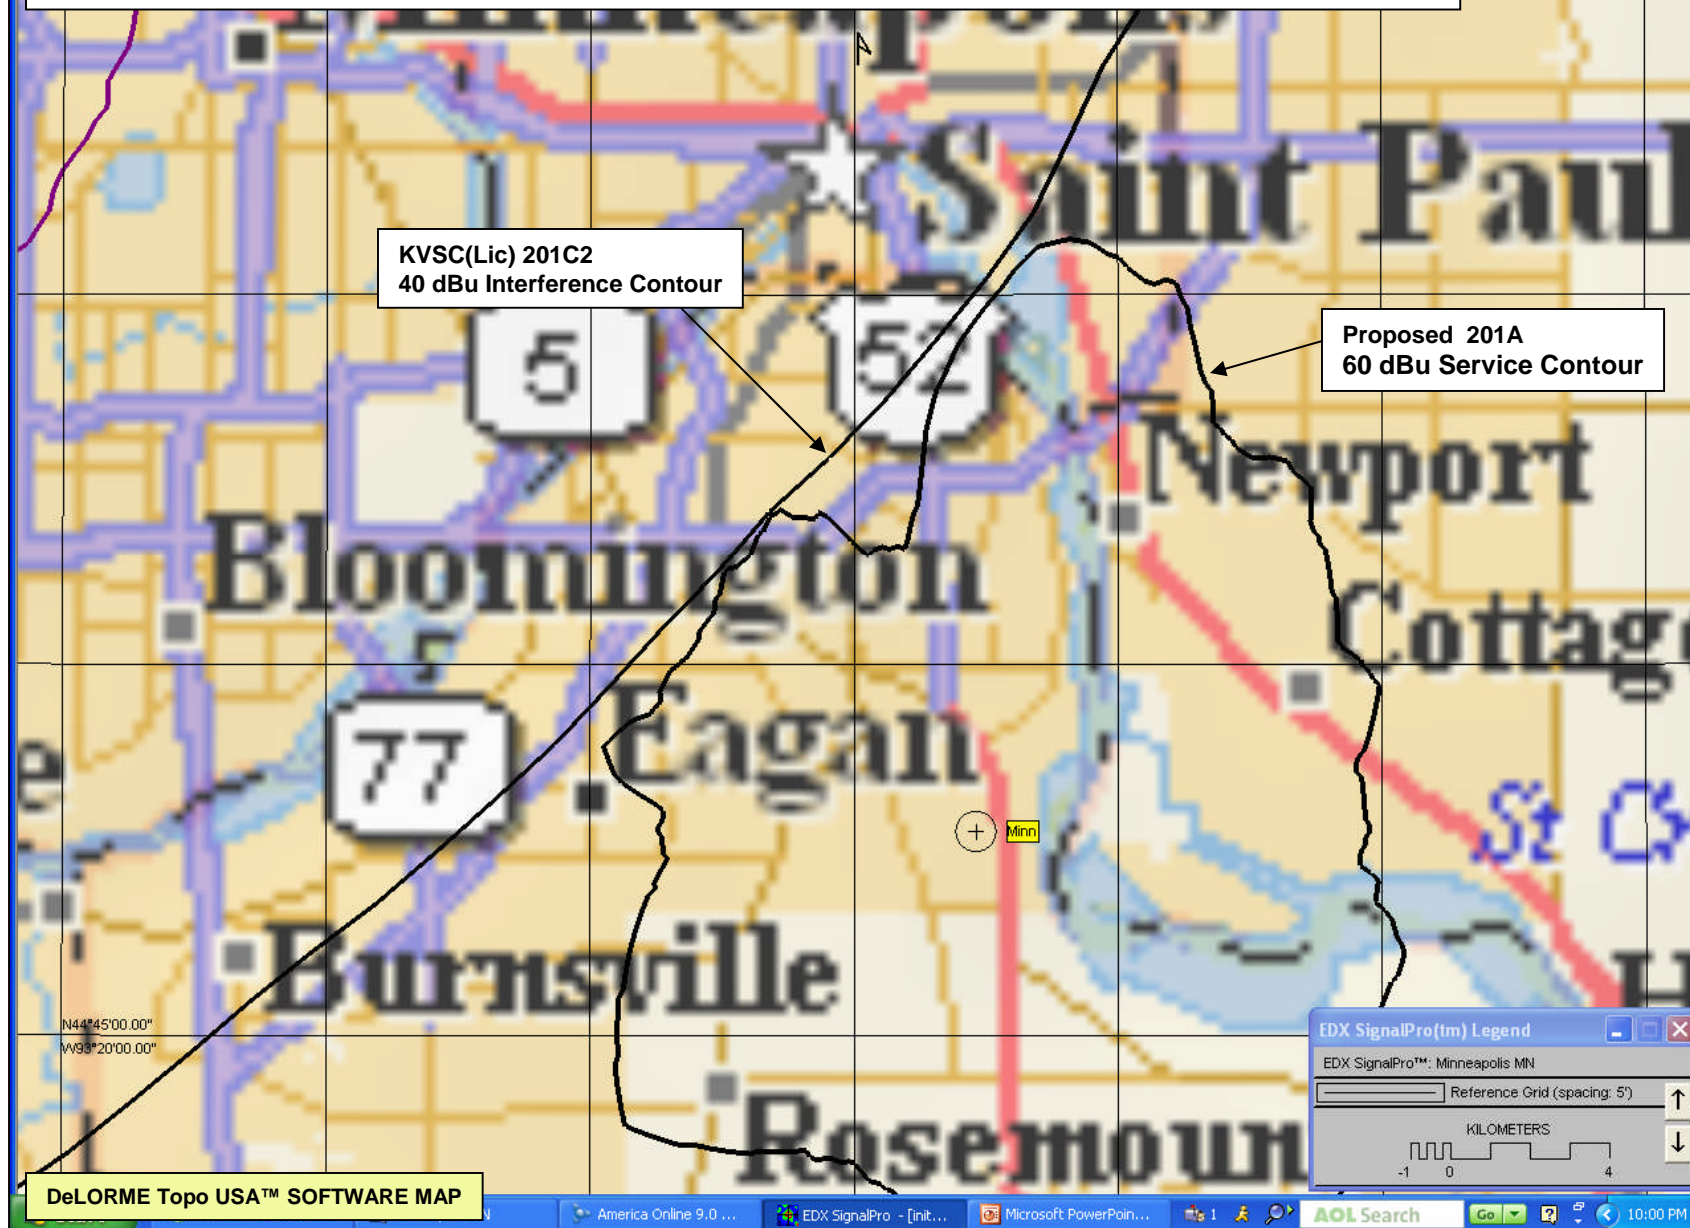 Saint Paul
KVSC(Lic) 201C2
40 dBu Interference Contour
Proposed  201A
60 dBu Service Contour
5
52
Newport
Bloomington
5
Eagan
77
Minn
Burnsville
N44°45'00.00"
W93°20'00.00"
EDX SignalPro(tm) Legend
EDX SignalPro™: Minneapolis MN
Reference Grid (spacing: 5')
KILOMETERS
-1 0 4
DeLORME Topo USA™ SOFTWARE MAP
America Online 9.0 ...
EDX SignalPro - [init...
Microsoft PowerPoin...
1
AOL Search
Go
10:00 PM